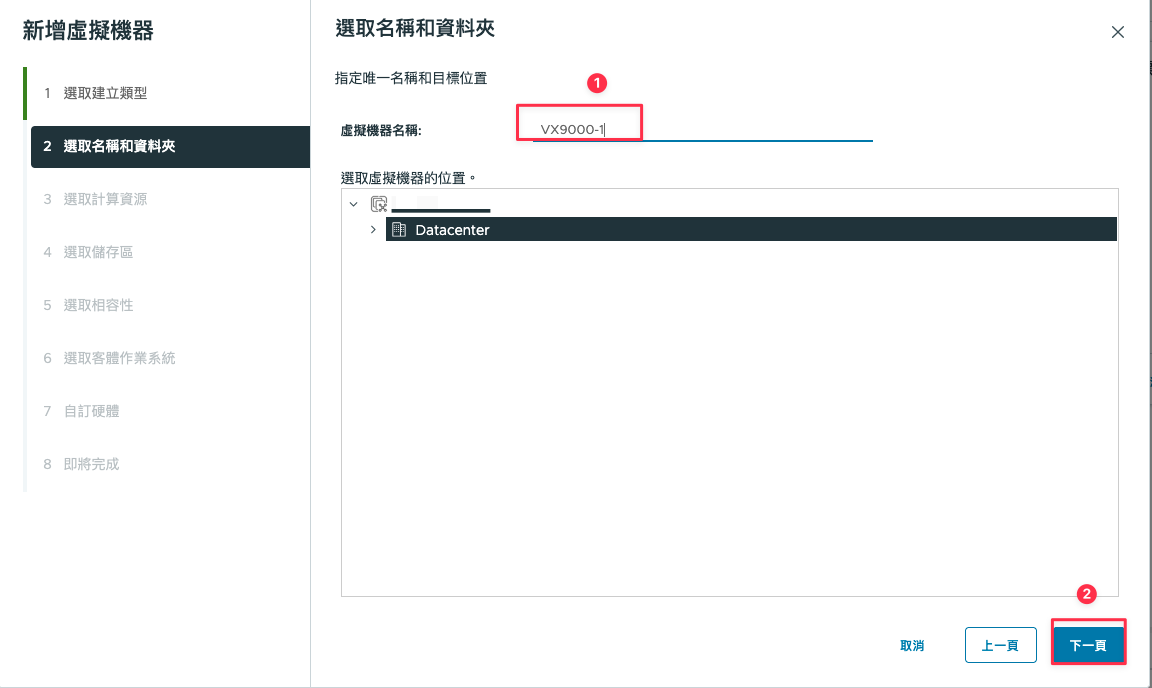 新增虛擬機器
1 選取建立類型
2 選取名稱和資料夾
3 選取計算資源
4 選取儲存區
5 選取相容性
6 選取客體作業系統
7 自訂硬體
8 即將完成
選取名稱和資料夾
指定唯一名稱和目標位置
1
虛擬機器名稱:
VX9000-1
選取虛擬機器的位置。
Datacenter
2
取消
上一頁
下一頁